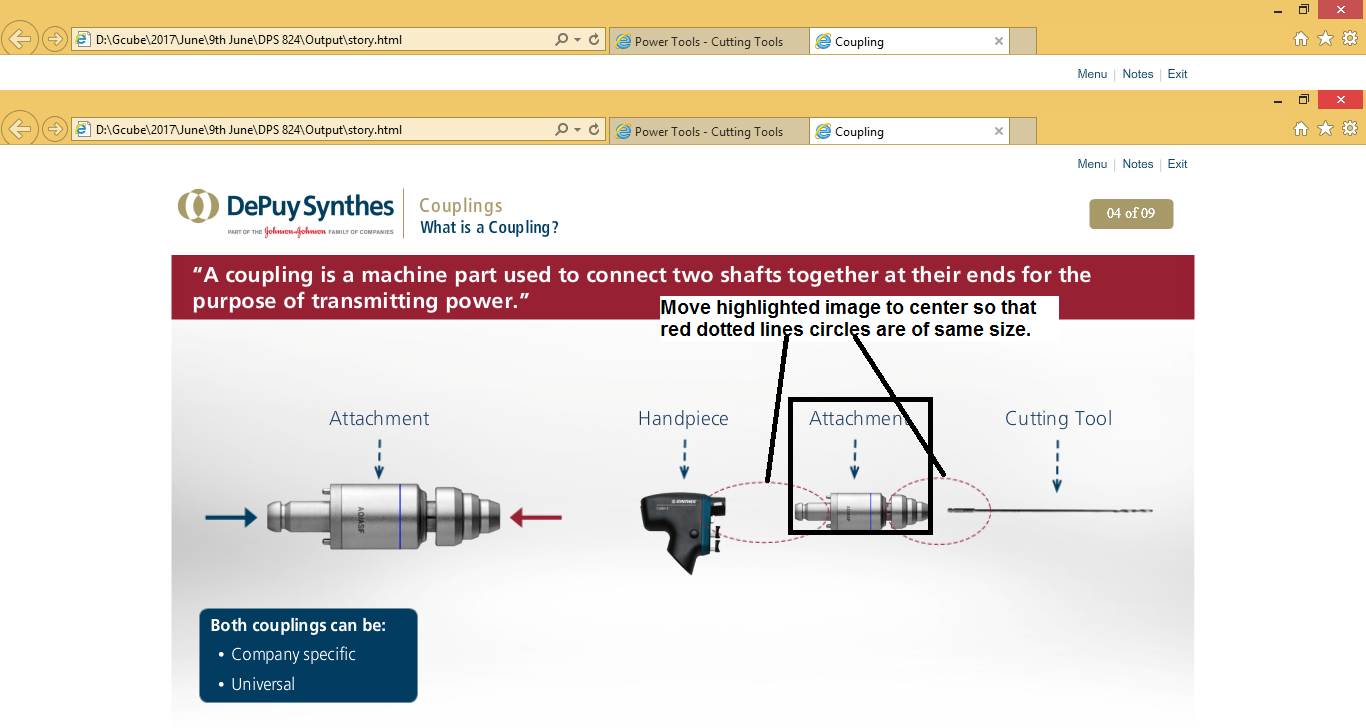 D:\Gcube\2017\June\9th June\DPS 824\Output\story.html
Power Tools - Cutting Tools
Coupling
Menu | Notes | Exit
D:\Gcube\2017\June\9th June\DPS 824\Output\story.html
Power Tools - Cutting Tools
Coupling
Menu | Notes | Exit
DePuy Synthes
PART OF THE Johnson & Johnson FAMILY OF COMPANIES
Couplings
What is a Coupling?
04 of 09
“A coupling is a machine part used to connect two shafts together at their ends for the
purpose of transmitting power.”
Move highlighted image to center so that
red dotted lines circles are of same size.
Attachment
Handpiece
Attachment
Cutting Tool
AO/ASF
SYNTHES
Both couplings can be:
• Company specific
• Universal